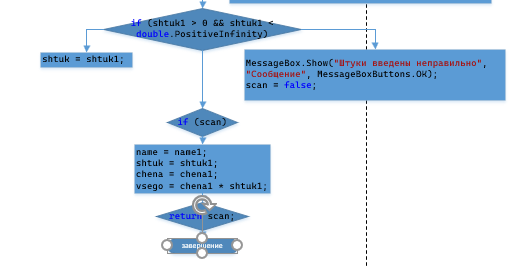 if (shtuk1 > 0 && shtuk1 <
double.PositiveInfinity)
shtuk = shtuk1;
MessageBox.Show("Штуки введены неправильно",
"Сообщение", MessageBoxButtons.OK);
scan = false;
if (scan)
name = name1;
shtuk = shtuk1;
chena = chena1;
vsego = chena1 * shtuk1;
return scan;
завершение